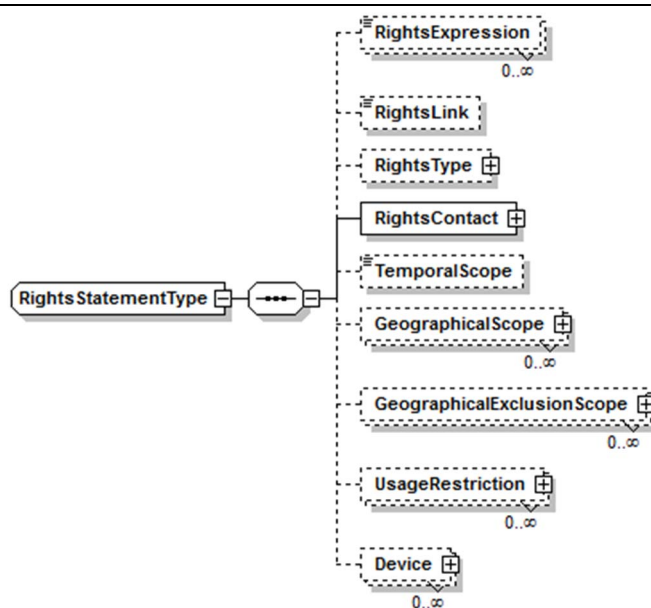 RightsExpression
0..∞
RightsLink
RightsType
RightsContact
RightsStatementType
TemporalScope
GeographicalScope
0..∞
GeographicalExclusionScope
0..∞
UsageRestriction
0..∞
Device
0..∞